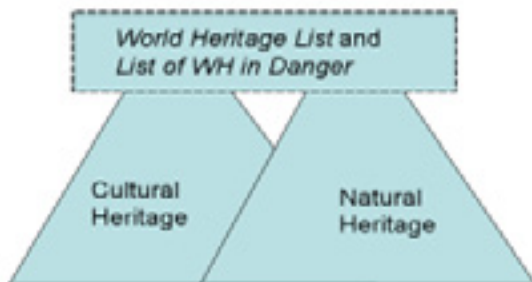 World Heritage List and
List of WH in Danger
Cultural
Heritage
Natural
Heritage